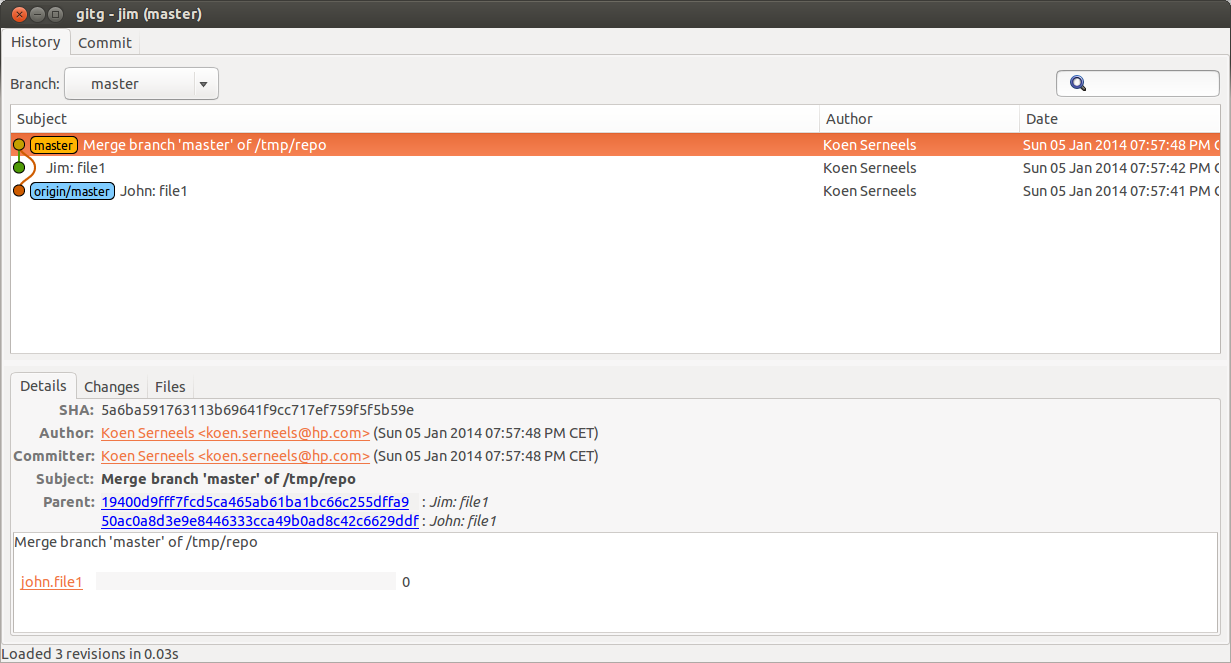 gitg - jim (master)
History Commit
Branch: master
Subject Author Date
master Merge branch 'master' of /tmp/repo Koen Serneels Sun 05 Jan 2014 07:57:48 PM C
Jim: file1 Koen Serneels Sun 05 Jan 2014 07:57:42 PM C
origin/master John: file1 Koen Serneels Sun 05 Jan 2014 07:57:41 PM C
Details Changes Files
SHA: 5a6ba591763113b69641f9cc717ef759f5f5b59e
Author: Koen Serneels <koen.serneels@hp.com> (Sun 05 Jan 2014 07:57:48 PM CET)
Committer: Koen Serneels <koen.serneels@hp.com> (Sun 05 Jan 2014 07:57:48 PM CET)
Subject: Merge branch 'master' of /tmp/repo
Parent: 19400d9fff7fcd5ca465ab61ba1bc66c255dffa9 : Jim: file1
50ac0a8d3e9e8446333cca49b0ad8c42c6629ddf : John: file1
Merge branch 'master' of /tmp/repo
john.file1 0
Loaded 3 revisions in 0.03s